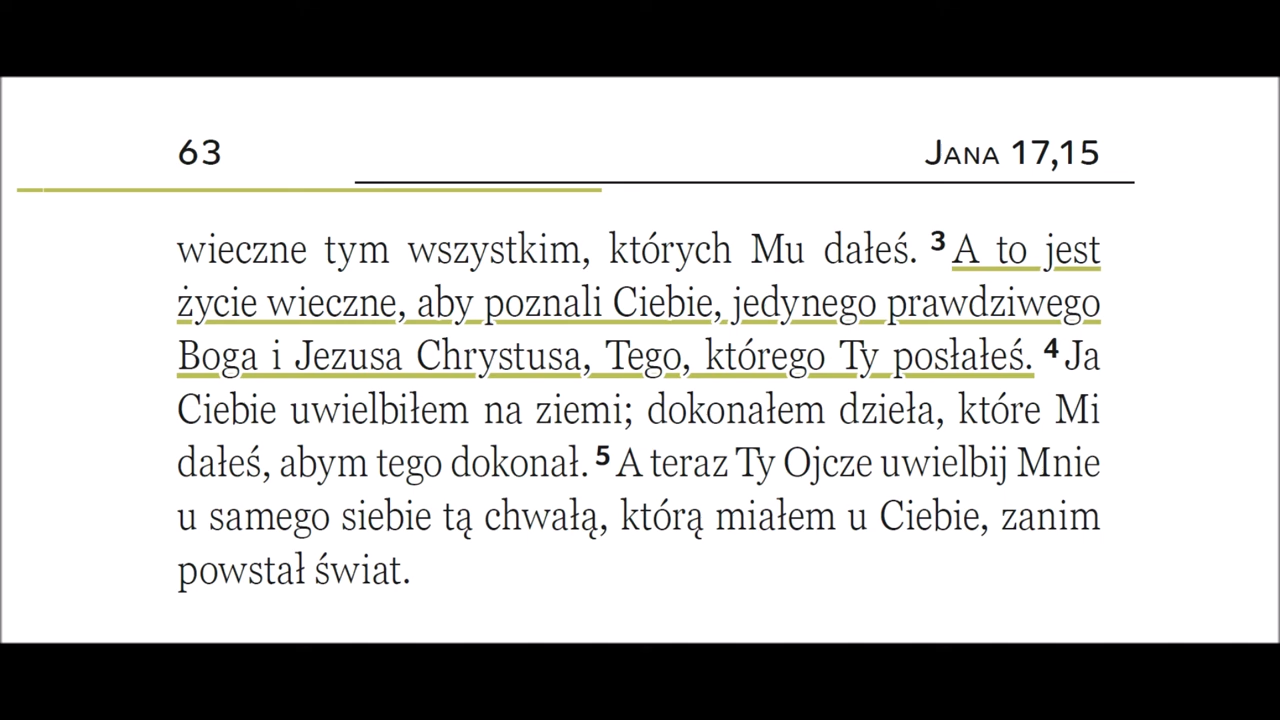 63 Jana 17,15
wieczne tym wszystkim, których Mu dałeś. 3 A to jest
życie wieczne, aby poznali Ciebie, jedynego prawdziwego
Boga i Jezusa Chrystusa, Tego, którego Ty posłałeś. 4 Ja
Ciebie uwielbiłem na ziemi; dokonałem dzieła, które Mi
dałeś, abym tego dokonał. 5 A teraz Ty Ojcze uwielbij Mnie
u samego siebie tą chwałą, którą miałem u Ciebie, zanim
powstał świat.